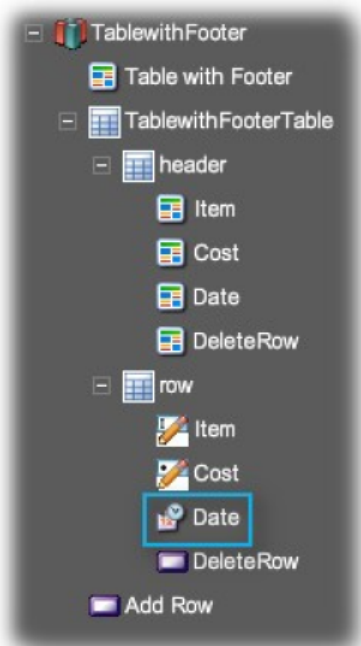 TablewithFooter
Table with Footer
TablewithFooterTable
header
Item
Cost
Date
DeleteRow
row
Item
Cost
Date
DeleteRow
Add Row